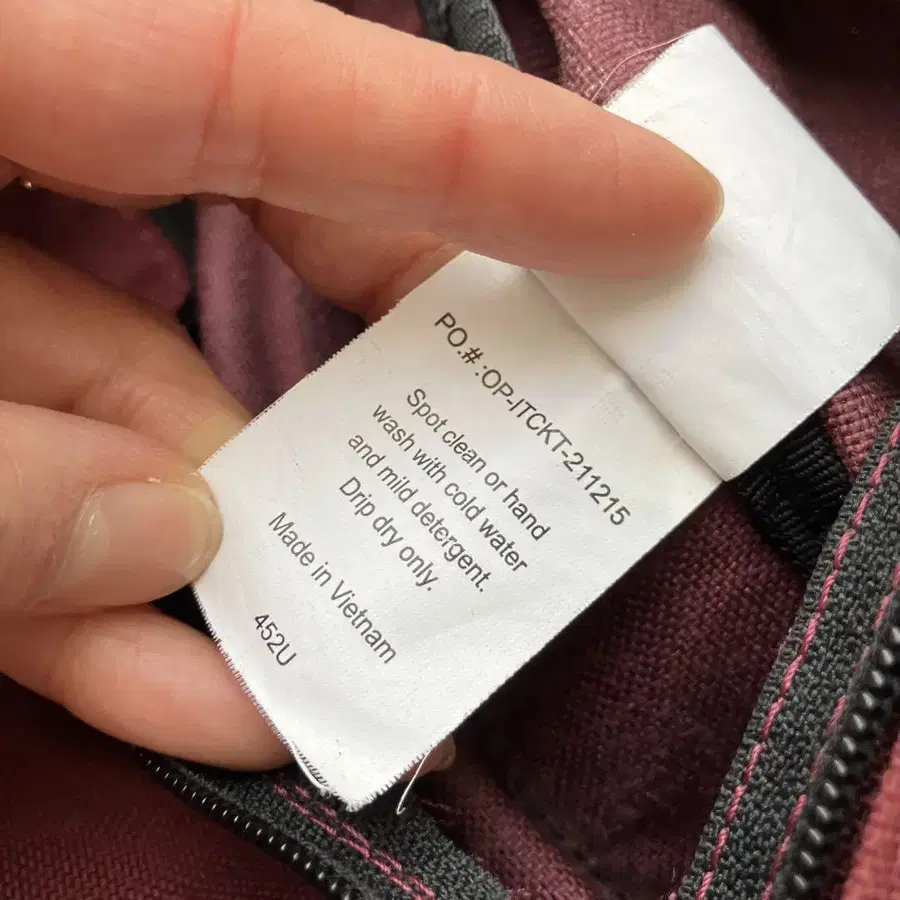 PO.#:OP-ITCKT-211215
Spot clean or hand
wash with cold water
and mild detergent.
Drip dry only.
Made in Vietnam
452U